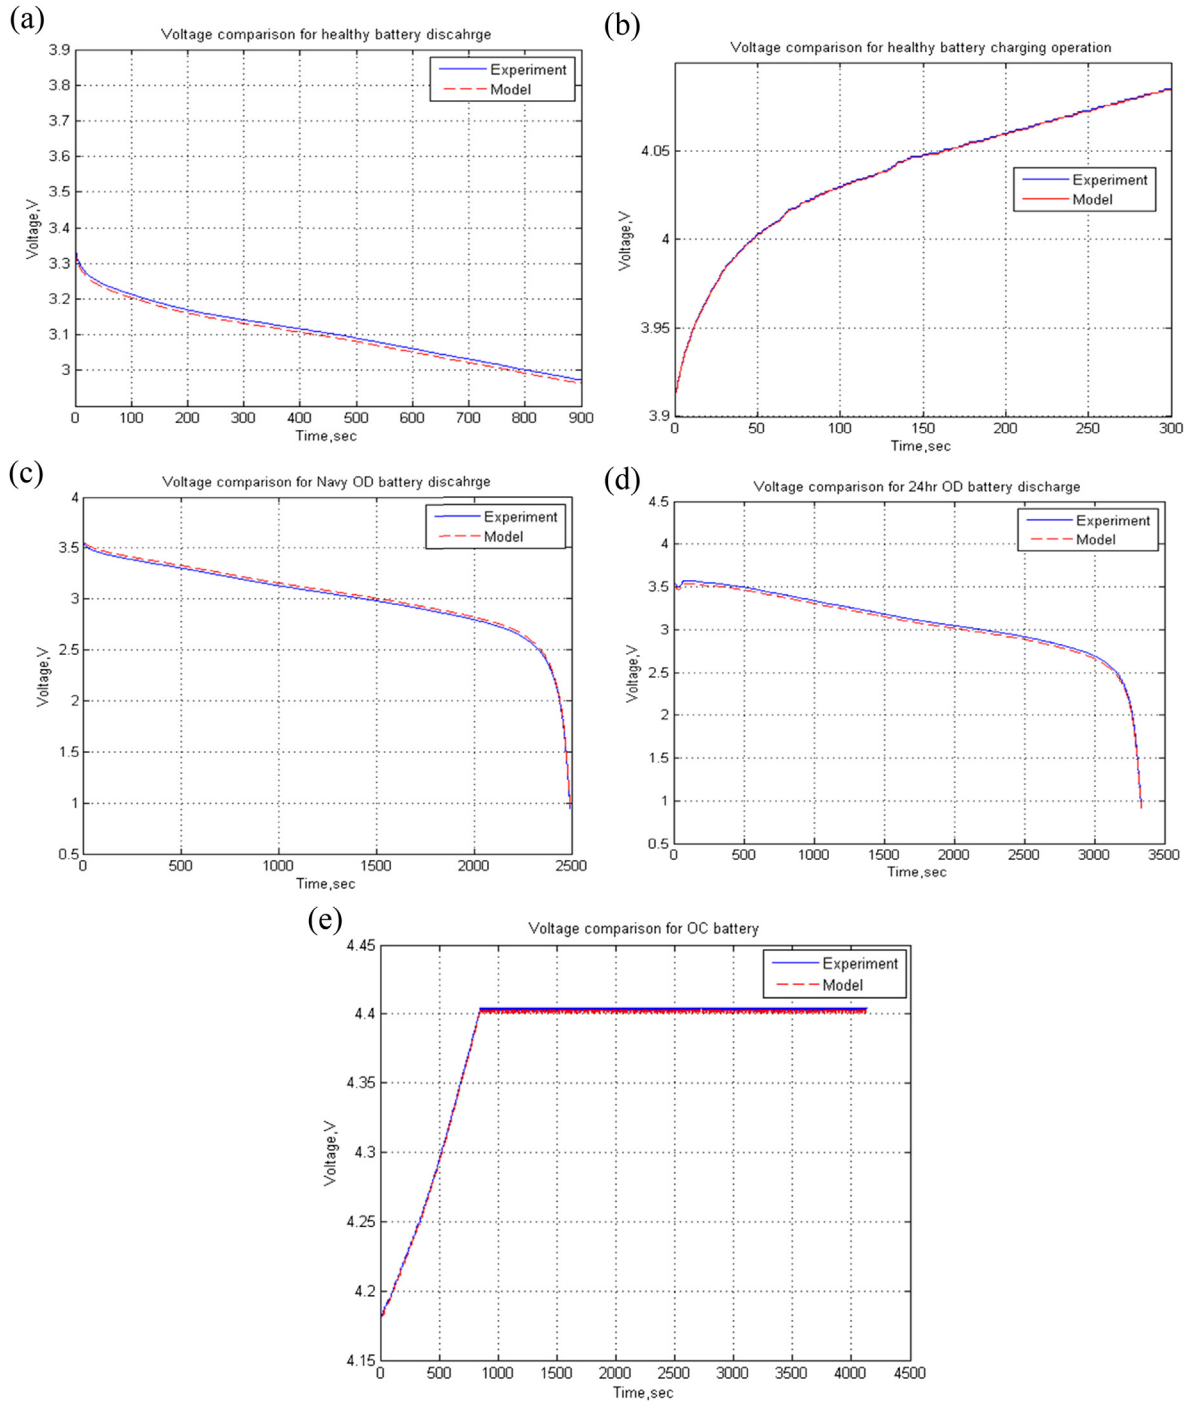 (a)
Voltage comparison for healthy battery discahrge
3.9
3.8
3.7
3.6
3.5
3.4
3.3
3.2
3.1
3
Voltage,V
Experiment
Model
0 100 200 300 400 500 600 700 800 900
Time,sec
(b)
Voltage comparison for healthy battery charging operation
4.05
4
3.95
3.9
Voltage,V
Experiment
Model
0 50 100 150 200 250 300
Time,sec
(c)
Voltage comparison for Navy OD battery discahrge
4
3.5
3
2.5
2
1.5
1
0.5
Voltage,V
Experiment
Model
0 500 1000 1500 2000 2500
Time,sec
(d)
Voltage comparison for 24hr OD battery discharge
4.5
4
3.5
3
2.5
2
1.5
1
0.5
Voltage,V
Experiment
Model
0 500 1000 1500 2000 2500 3000 3500
Time,sec
(e)
Voltage comparison for OC battery
4.45
4.4
4.35
4.3
4.25
4.2
4.15
Voltage,V
Experiment
Model
0 500 1000 1500 2000 2500 3000 3500 4000 4500
Time,sec